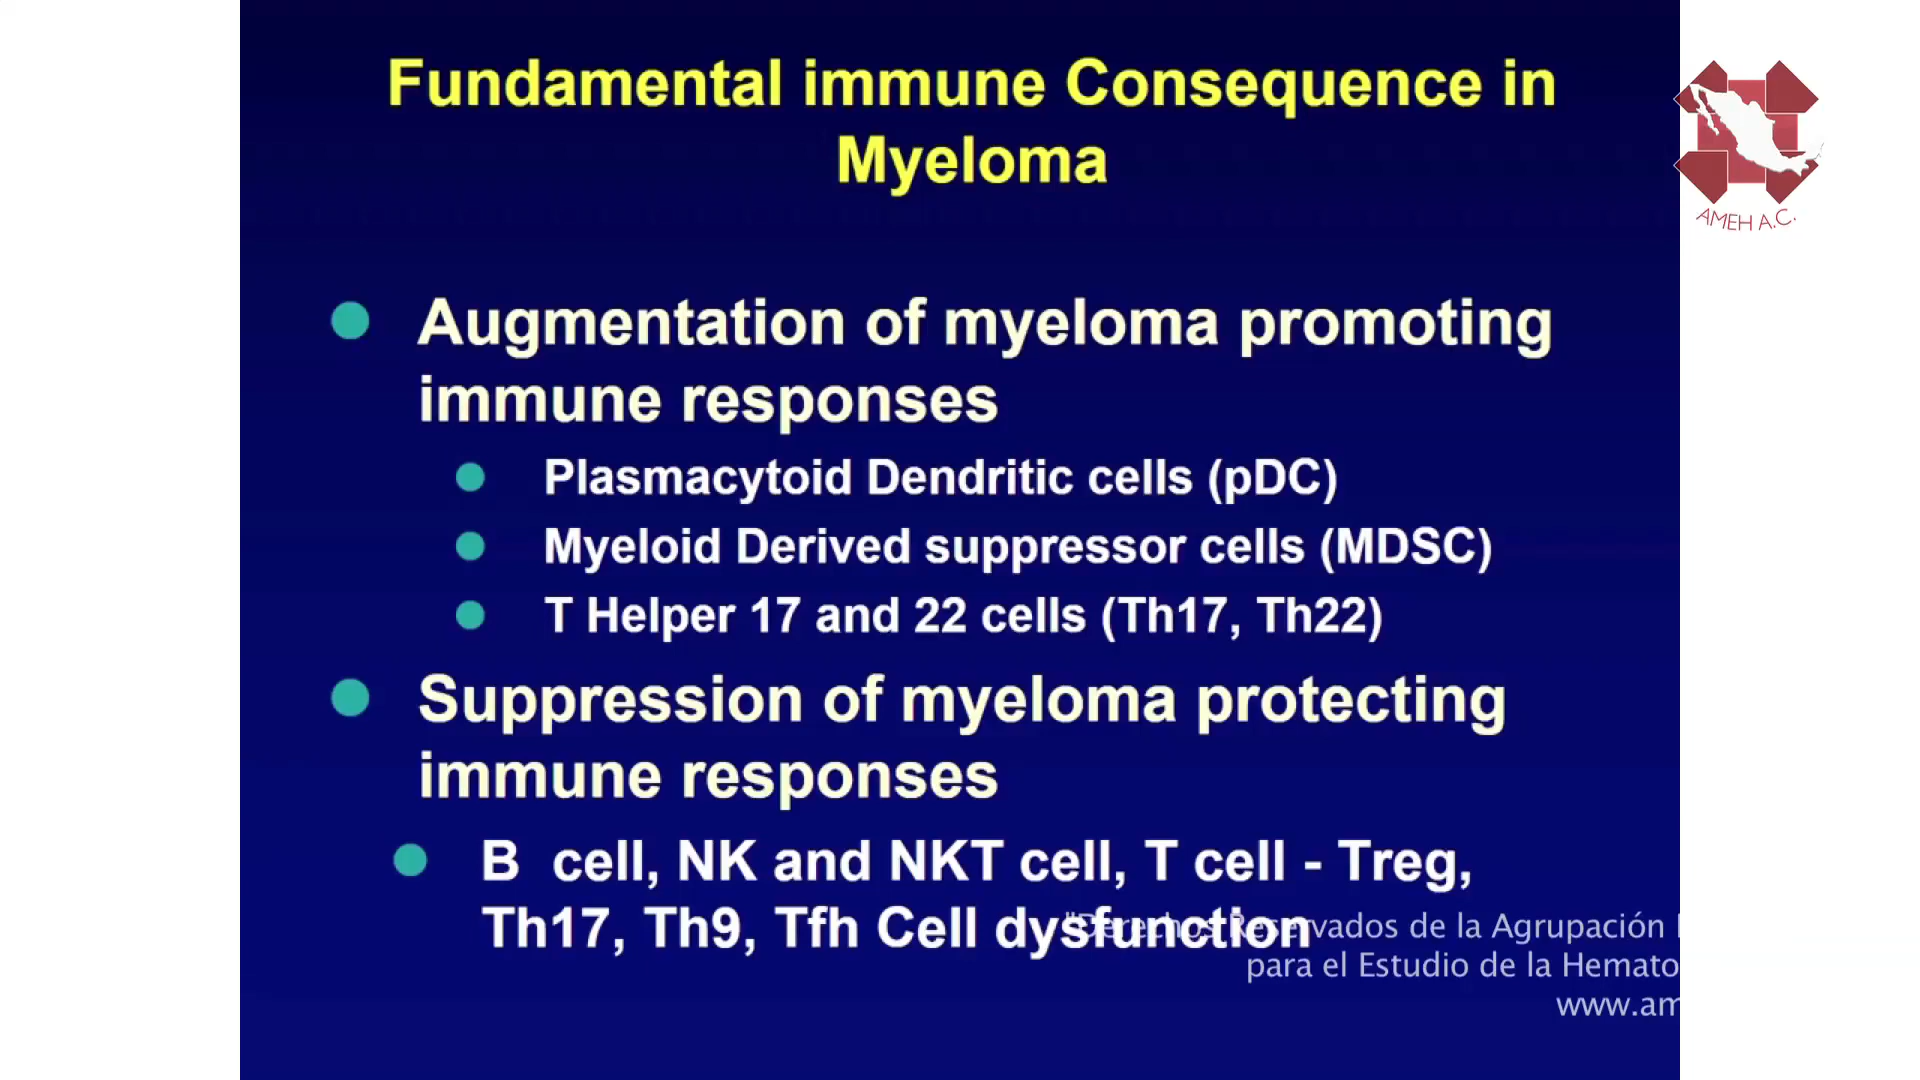 Fundamental immune Consequence in
Myeloma
AMEH A.C.
Augmentation of myeloma promoting
immune responses
Plasmacytoid Dendritic cells (pDC)
Myeloid Derived suppressor cells (MDSC)
T Helper 17 and 22 cells (Th17, Th22)
Suppression of myeloma protecting
immune responses
B cell, NK and NKT cell, T cell - Treg,
Th17, Th9, Tfh Cell dysfunction
"Derechos Reservados de la Agrupación
para el Estudio de la Hemato
www.am